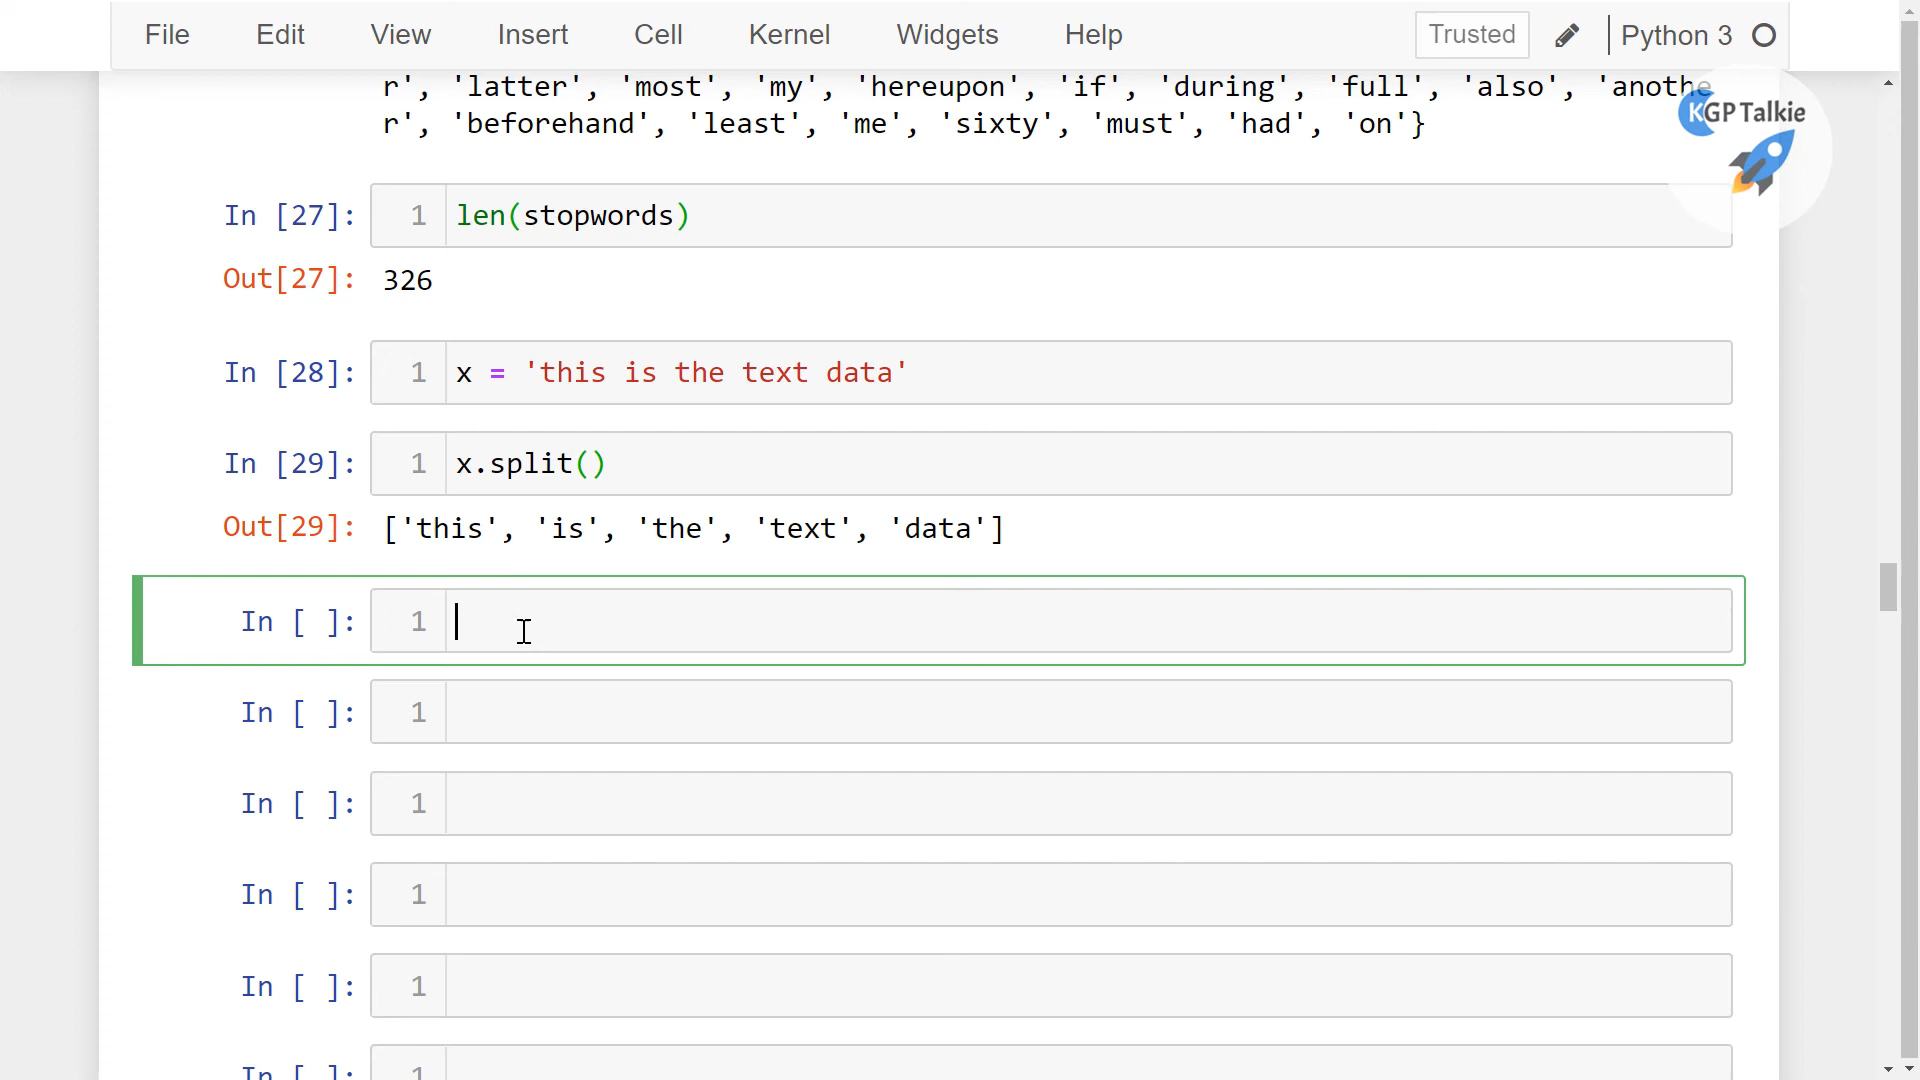 File Edit View Insert Cell Kernel Widgets Help Trusted Python 3
r', 'latter', 'most', 'my', 'hereupon', 'if', 'during', 'full', 'also', 'anothe
r', 'beforehand', 'least', 'me', 'sixty', 'must', 'had', 'on'}
KGPTalkie
In [27]: 1 len(stopwords)
Out[27]: 326
In [28]: 1 x = 'this is the text data'
In [29]: 1 x.split()
Out[29]: ['this', 'is', 'the', 'text', 'data']
In [ ]: 1
In [ ]: 1
In [ ]: 1
In [ ]: 1
In [ ]: 1
In [ ]: 1